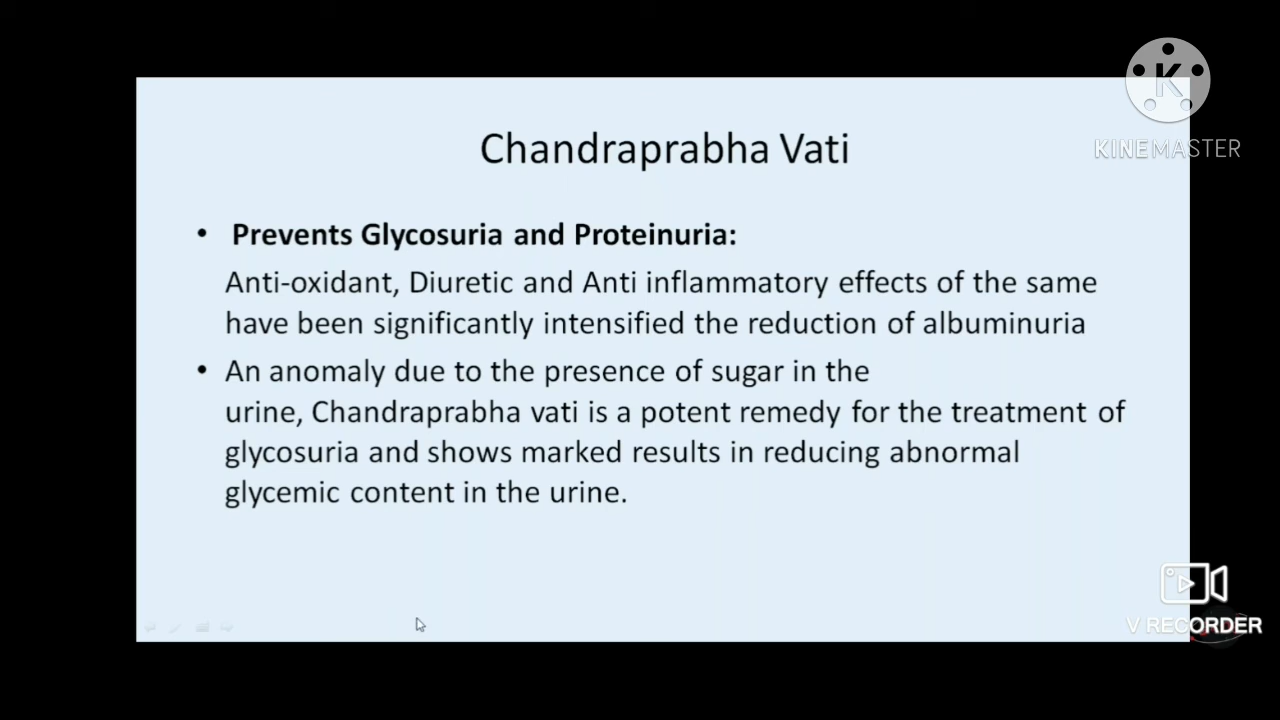 Chandraprabha Vati
• Prevents Glycosuria and Proteinuria:
Anti-oxidant, Diuretic and Anti inflammatory effects of the same
have been significantly intensified the reduction of albuminuria
• An anomaly due to the presence of sugar in the
urine, Chandraprabha vati is a potent remedy for the treatment of
glycosuria and shows marked results in reducing abnormal
glycemic content in the urine.
K
KINEMASTER
V RECORDER